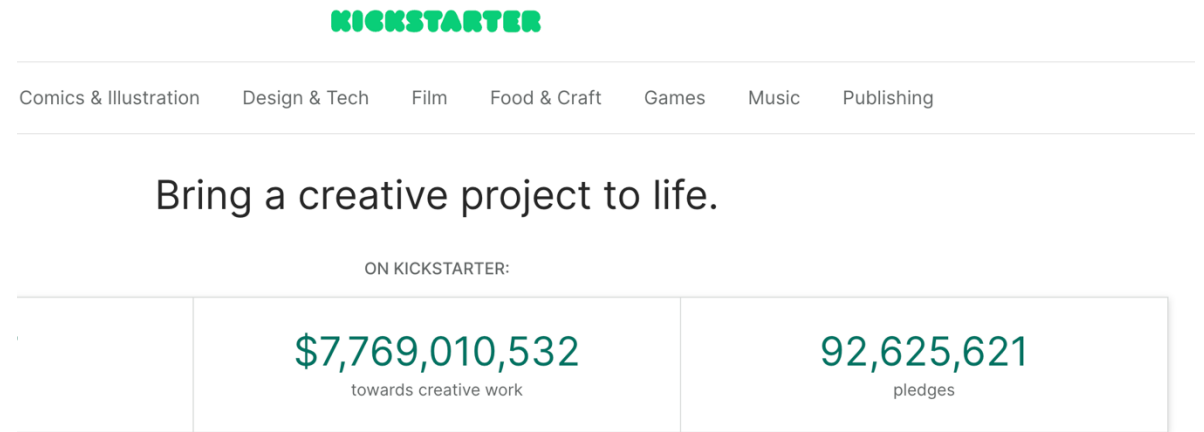 KICKSTARTER
Comics & Illustration Design & Tech Film Food & Craft Games Music Publishing
Bring a creative project to life.
ON KICKSTARTER:
$7,769,010,532 92,625,621
towards creative work pledges